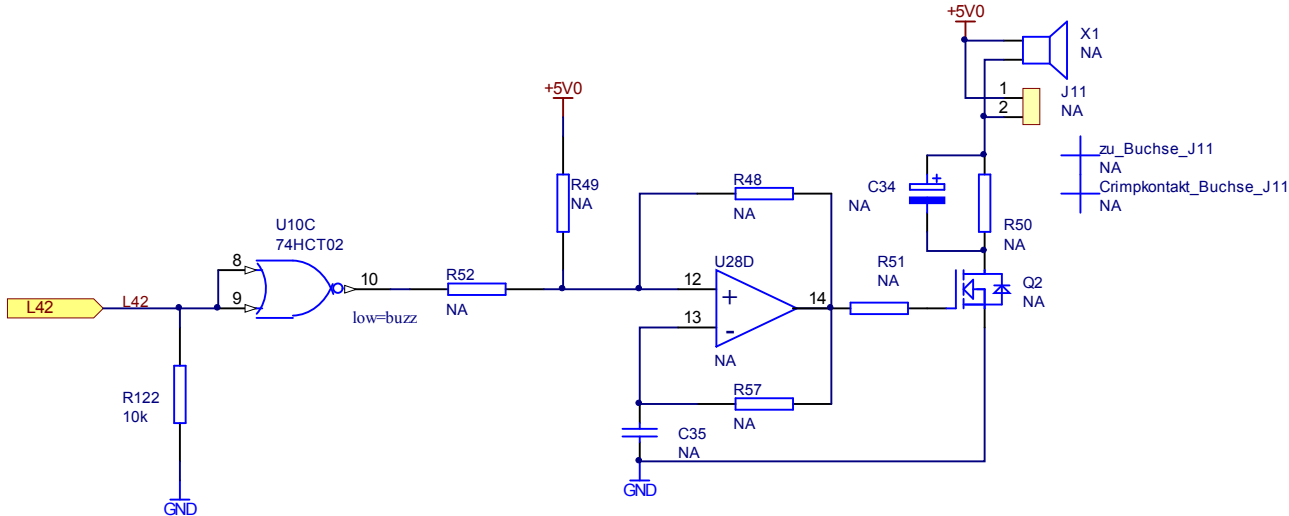 +5V0
X1
NA
1
2
J11
NA
zu_Buchse_J11
NA
Crimpkontakt_Buchse_J11
NA
+5V0
R49
NA
R48
NA
C34
NA
+
R50
NA
U10C
74HCT02
8
9
10
low=buzz
R52
NA
U28D
12
13
14
+
-
NA
R51
NA
Q2
NA
L42
L42
R122
10k
GND
R57
NA
C35
NA
GND